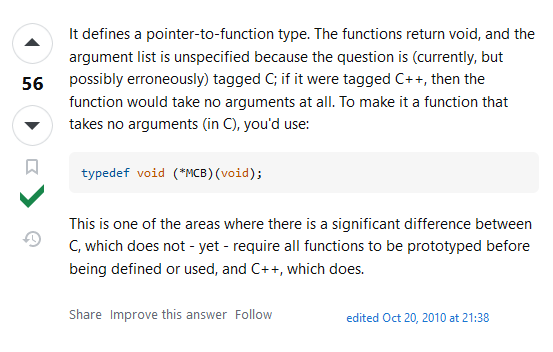 It defines a pointer-to-function type. The functions return void, and the
argument list is unspecified because the question is (currently, but
possibly erroneously) tagged C; if it were tagged C++, then the
function would take no arguments at all. To make it a function that
takes no arguments (in C), you'd use:
56
typedef void (*MCB)(void);
This is one of the areas where there is a significant difference between
C, which does not - yet - require all functions to be prototyped before
being defined or used, and C++, which does.
Share Improve this answer Follow
edited Oct 20, 2010 at 21:38